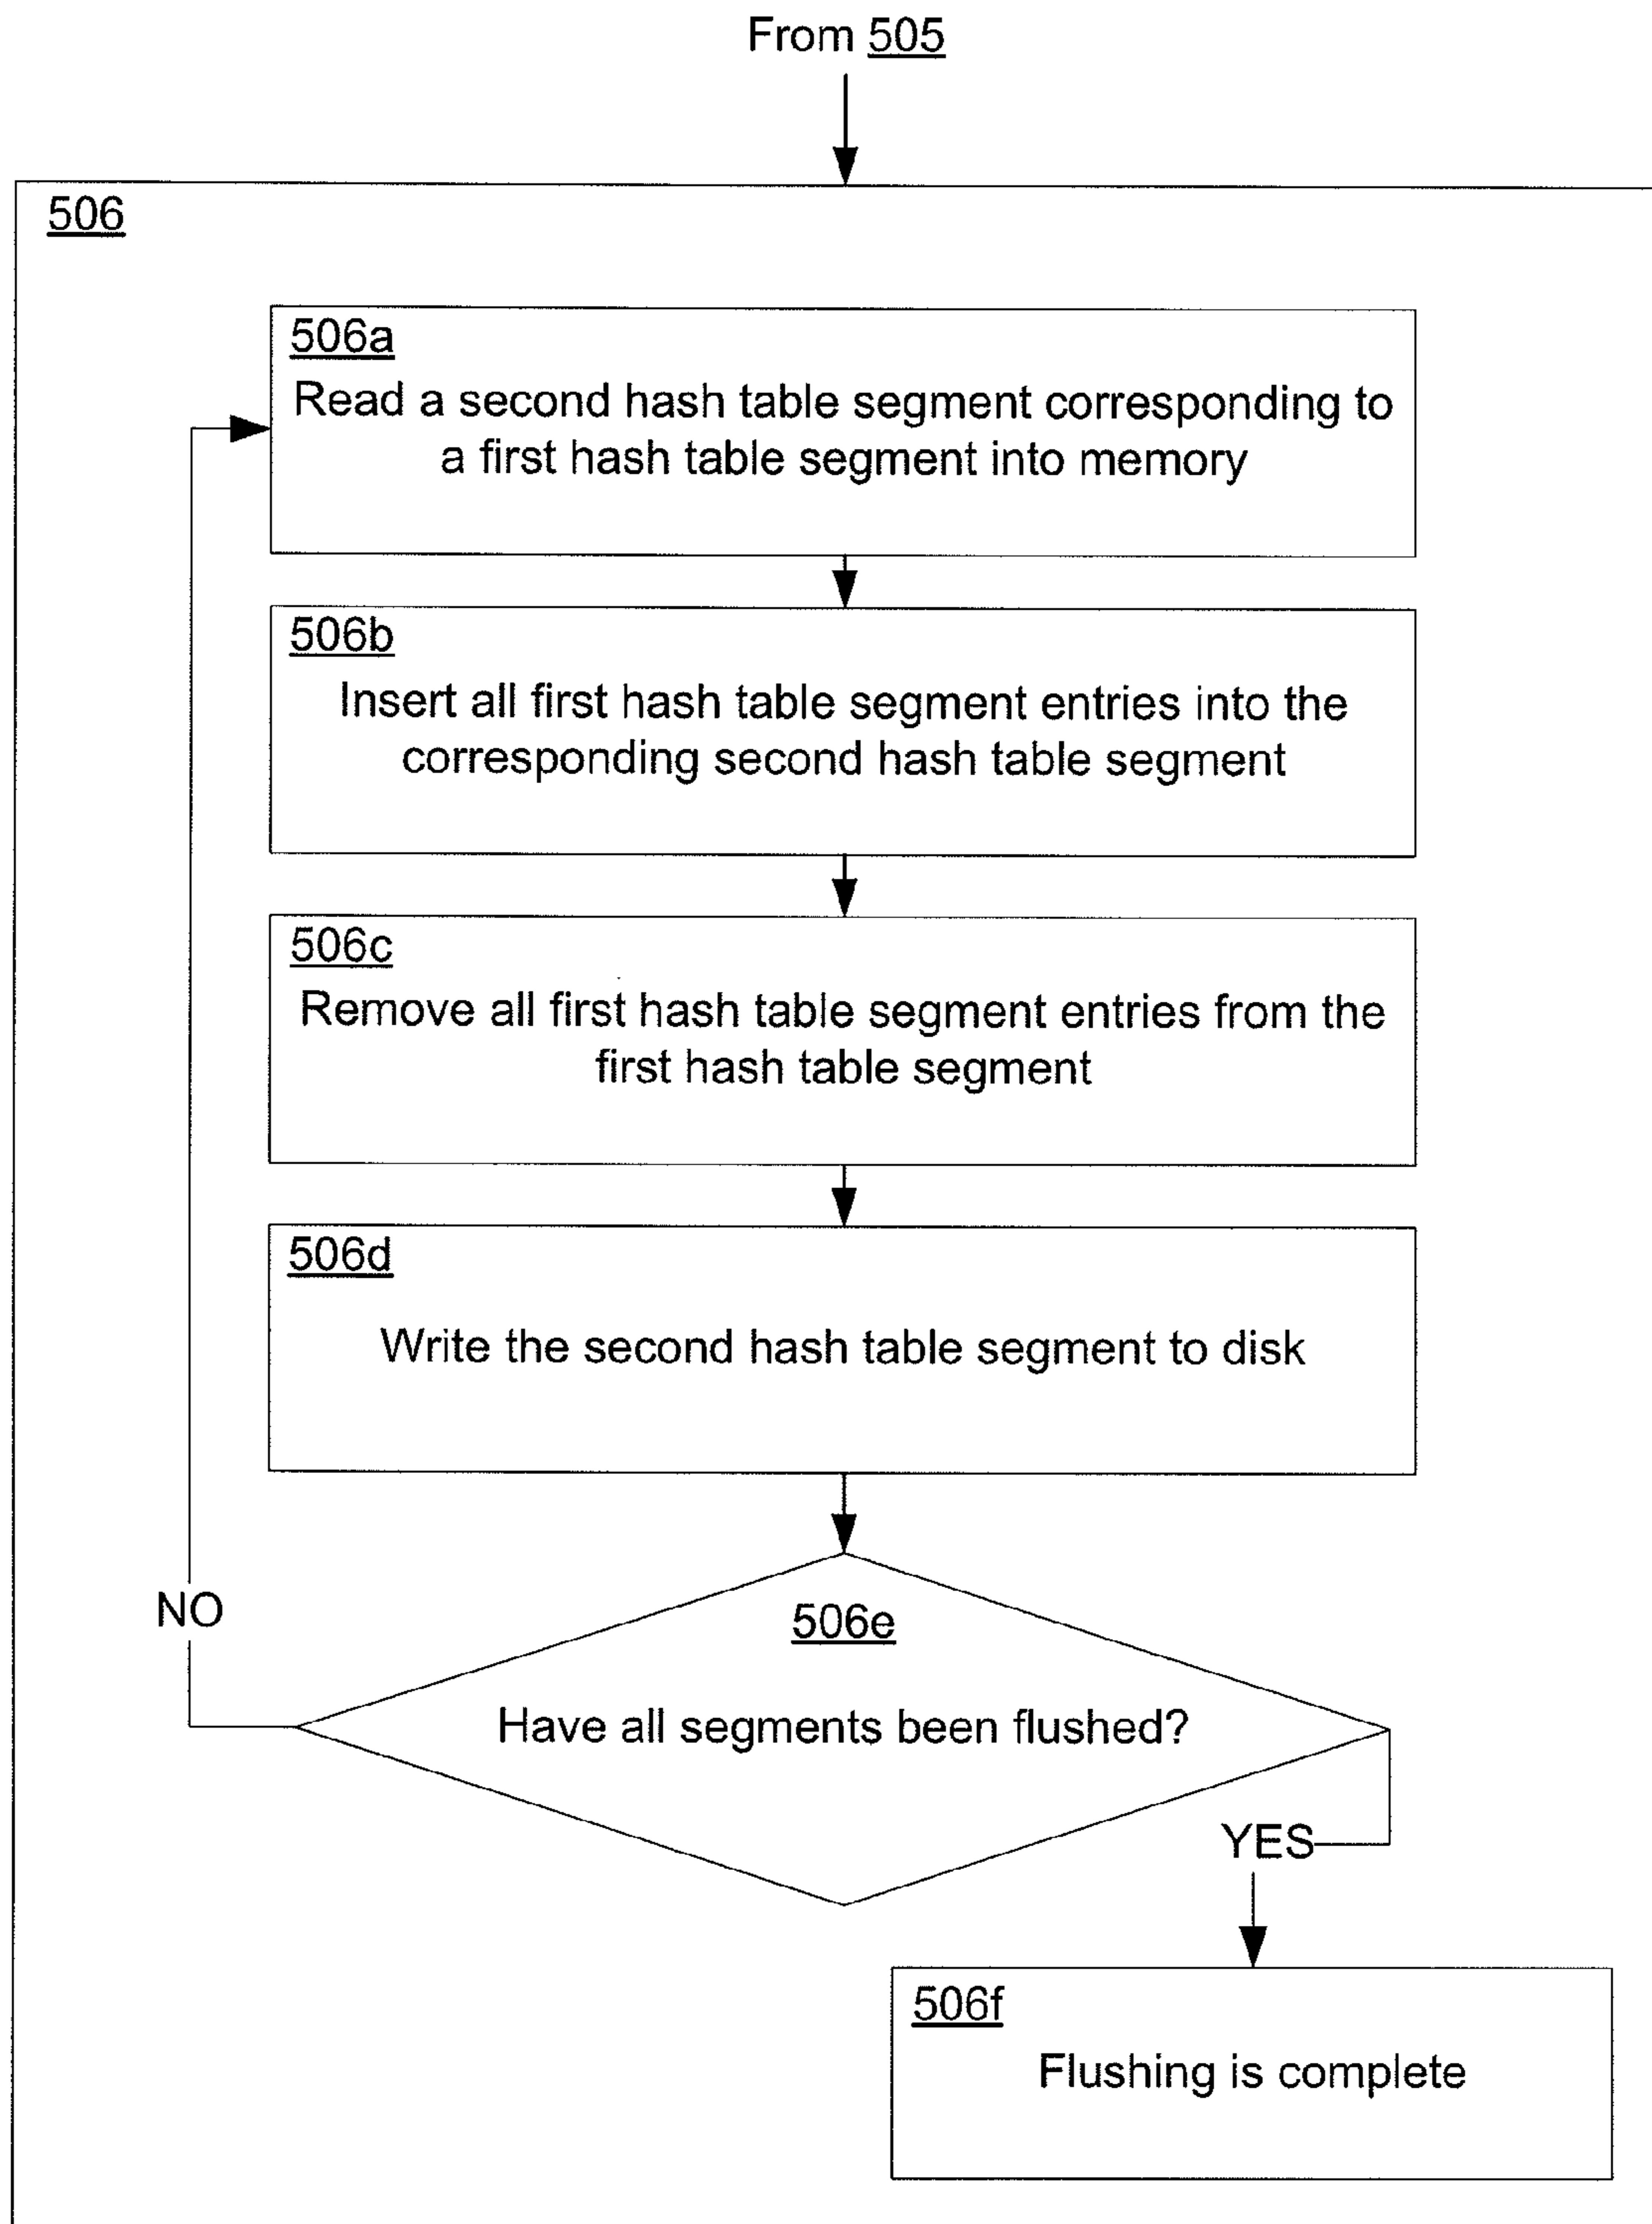 From 505
506
506a
Read a second hash table segment corresponding to
a first hash table segment into memory
506b
Insert all first hash table segment entries into the
corresponding second hash table segment
506c
Remove all first hash table segment entries from the
first hash table segment
506d
Write the second hash table segment to disk
NO
506e
Have all segments been flushed?
YES
506f
Flushing is complete